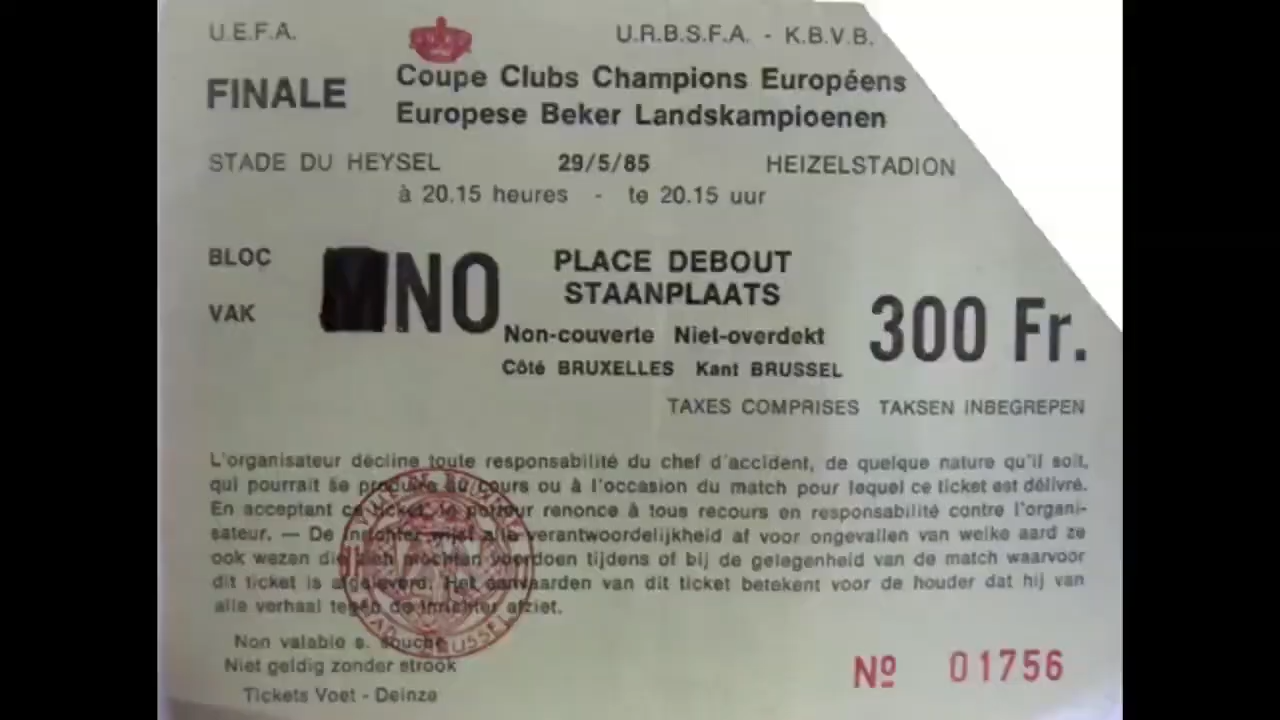 U.E.F.A. U.R.B.S.F.A. - K.B.V.B.
FINALE Coupe Clubs Champions Européens
Europese Beker Landskampioenen
STADE DU HEYSEL 29/5/85 HEIZELSTADION
à 20.15 heures - te 20.15 uur
BLOC
VAK
MNO
PLACE DEBOUT
STAANPLAATS
Non-couverte Niet-overdekt
Côté BRUXELLES Kant BRUSSEL
300 Fr.
TAXES COMPRISES TAKSEN INBEGREPEN
L'organisateur décline toute responsabilité du chef d'accident, de quelque nature qu'il soit,
qui pourrait se produire au cours ou à l'occasion du match pour lequel ce ticket est délivré.
En acceptant ce ticket, le porteur renonce à tous recours en responsabilité contre l'organi-
sateur. — De inrichter wijst alle verantwoordelijkheid af voor ongevallen van welke aard ze
ook wezen die zich mochten voordoen tijdens of bij de gelegenheid van de match waarvoor
dit ticket is afgeleverd. Het aanvaarden van dit ticket betekent voor de houder dat hij van
alle verhaal tegen de inrichter afziet.
Non valable s. souche
Niet geldig zonder strook
Tickets Voet - Deinze
Nº 01756